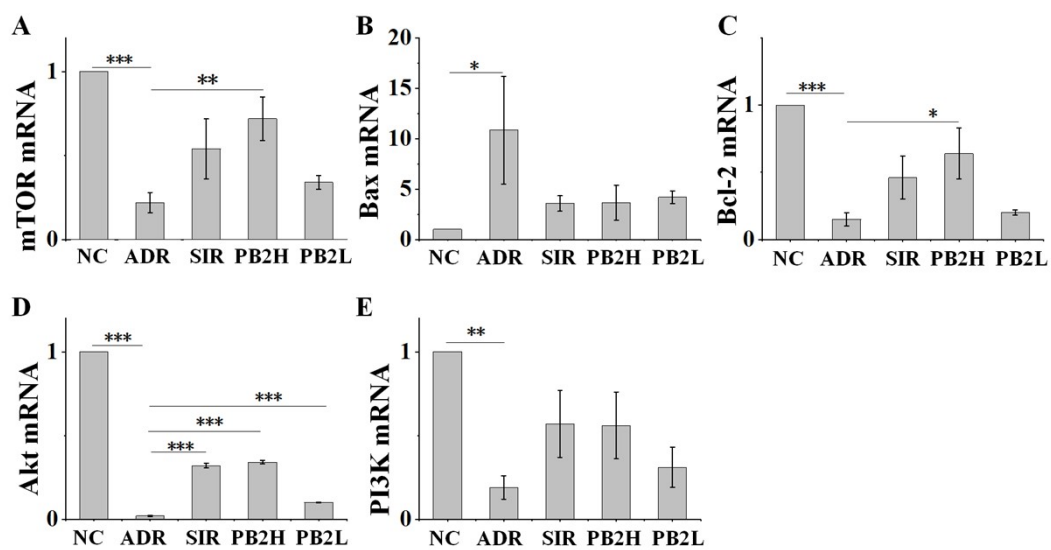 A
mTOR mRNA
1
0
***
**
NC ADR SIR PB2H PB2L
B
Bax mRNA
20
15
10
5
0
*
NC ADR SIR PB2H PB2L
C
Bcl-2 mRNA
1
0
***
*
NC ADR SIR PB2H PB2L
D
Akt mRNA
1
0
***
***
***
***
NC ADR SIR PB2H PB2L
E
PI3K mRNA
1
0
**
NC ADR SIR PB2H PB2L